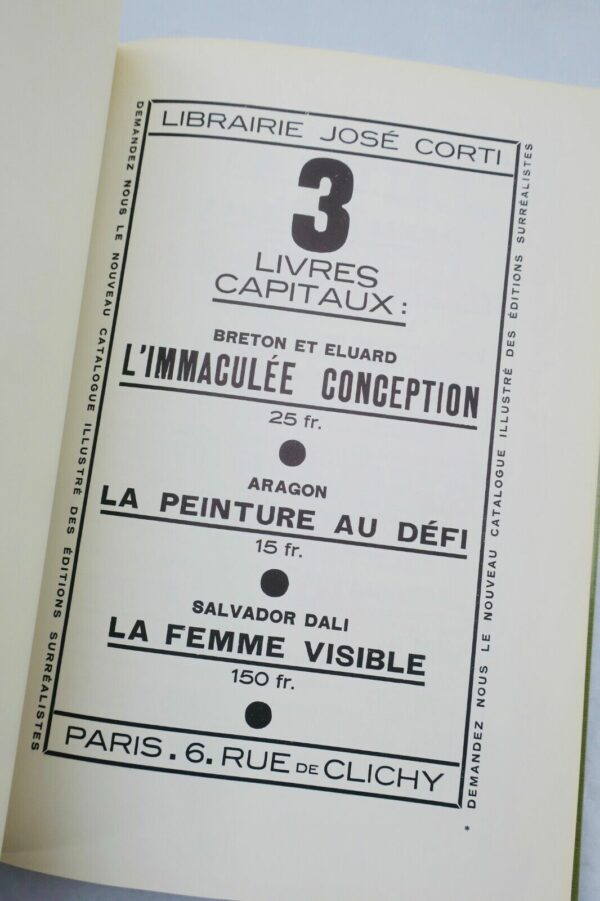 LIBRAIRIE JOSÉ CORTI
3
LIVRES
CAPITAUX :
BRETON ET ELUARD
L'IMMACULÉE CONCEPTION
25 fr.
ARAGON
LA PEINTURE AU DÉFI
15 fr.
SALVADOR DALI
LA FEMME VISIBLE
150 fr.
PARIS. 6. RUE DE CLICHY
DEMANDEZ NOUS LE NOUVEAU CATALOGUE ILLUSTRÉ DES ÉDITIONS SURRÉALISTES
DEMANDEZ NOUS LE NOUVEAU CATALOGUE ILLUSTRÉ DES ÉDITIONS SURRÉALISTES
*